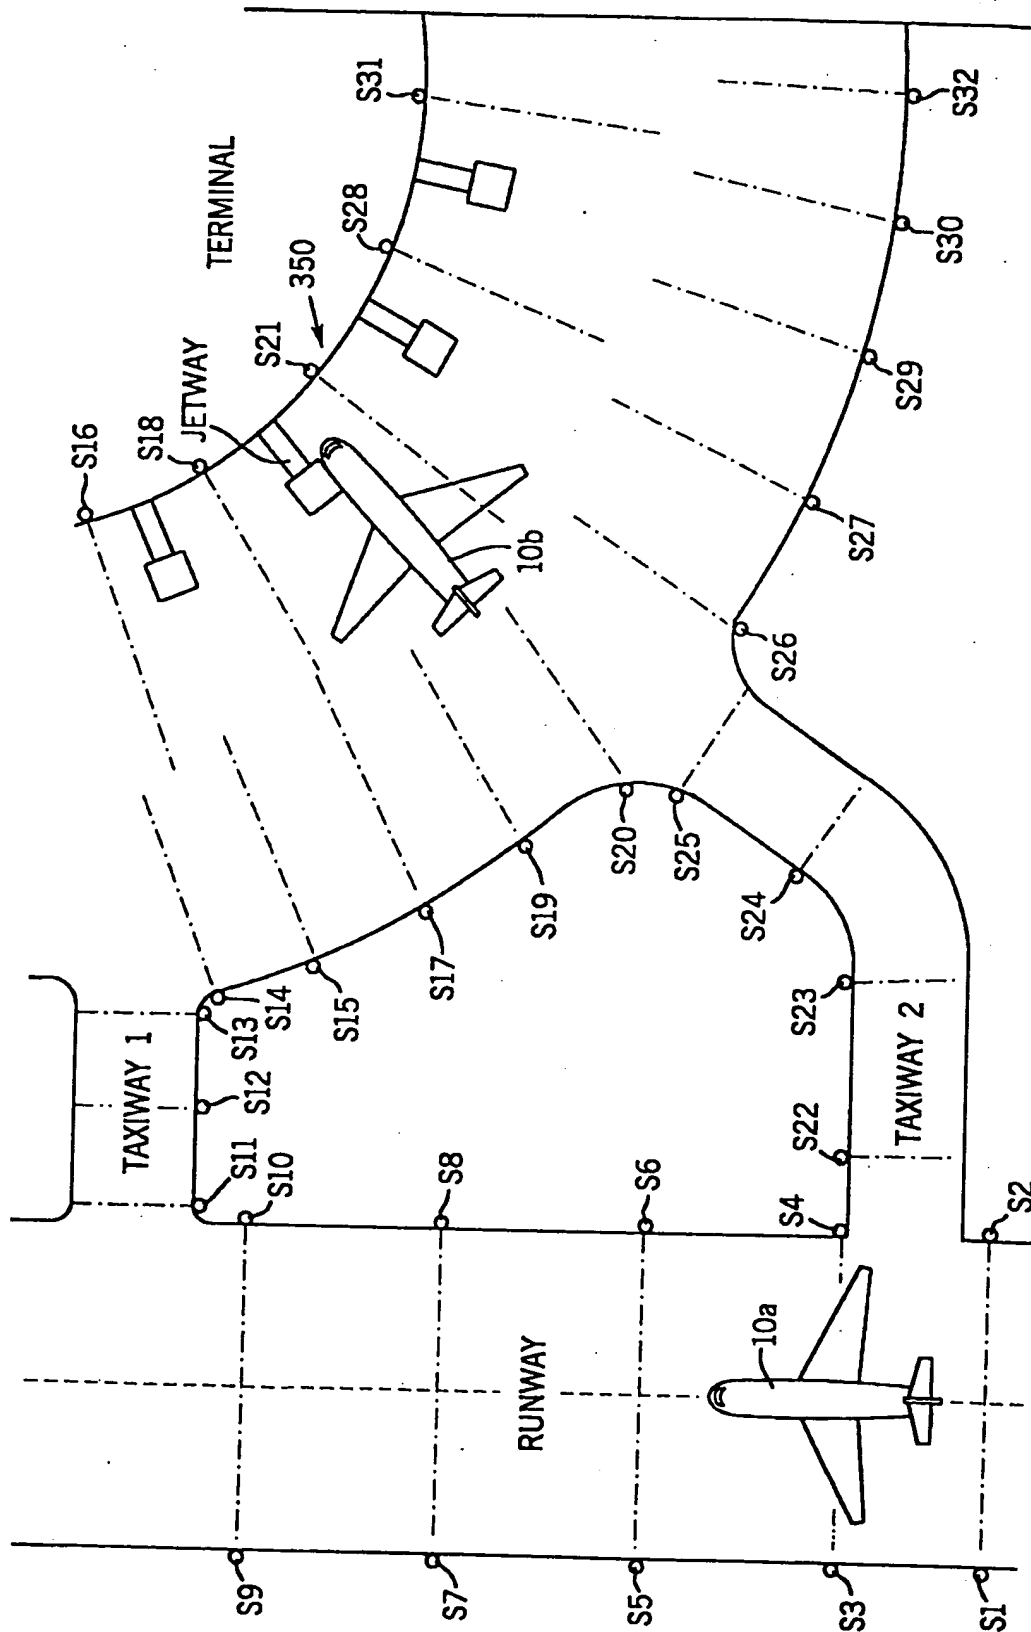 S16
S18
JETWAY
S21
350
S28
TERMINAL
S31
S32
S30
S29
S27
S26
10b
TAXIWAY 1
S11
S12
S13
S14
S15
S17
S19
S20
S25
S24
S23
S22
TAXIWAY 2
S10
S8
S6
S4
S2
RUNWAY
10a
S9
S7
S5
S3
S1